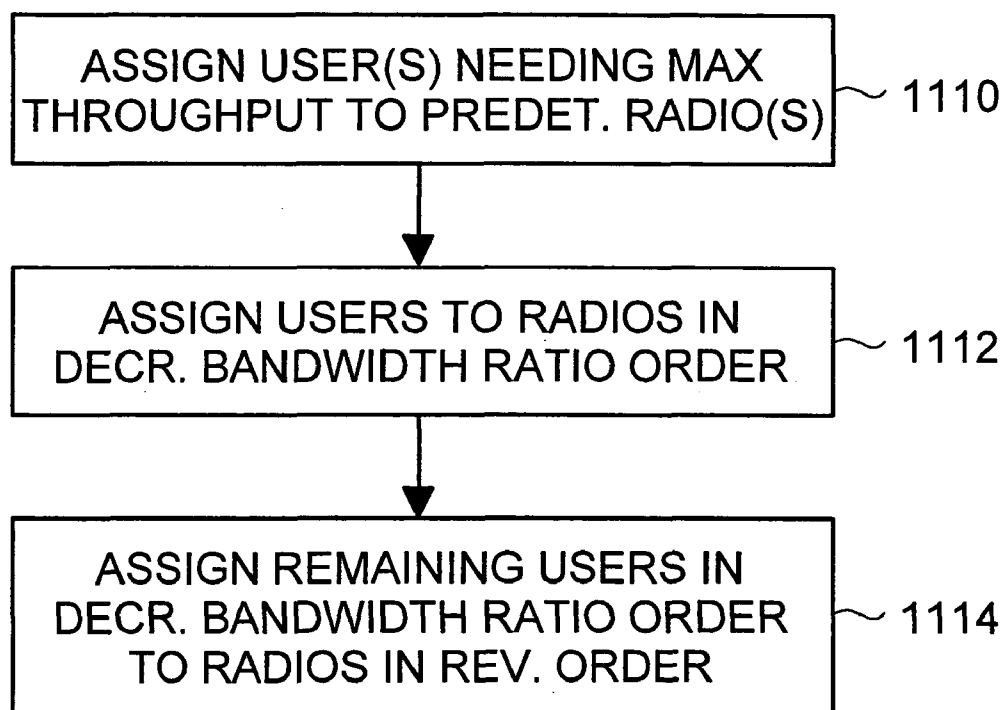 ASSIGN USER(S) NEEDING MAX
THROUGHPUT TO PREDET. RADIO(S)
1110
ASSIGN USERS TO RADIOS IN
DECR. BANDWIDTH RATIO ORDER
1112
ASSIGN REMAINING USERS IN
DECR. BANDWIDTH RATIO ORDER
TO RADIOS IN REV. ORDER
1114